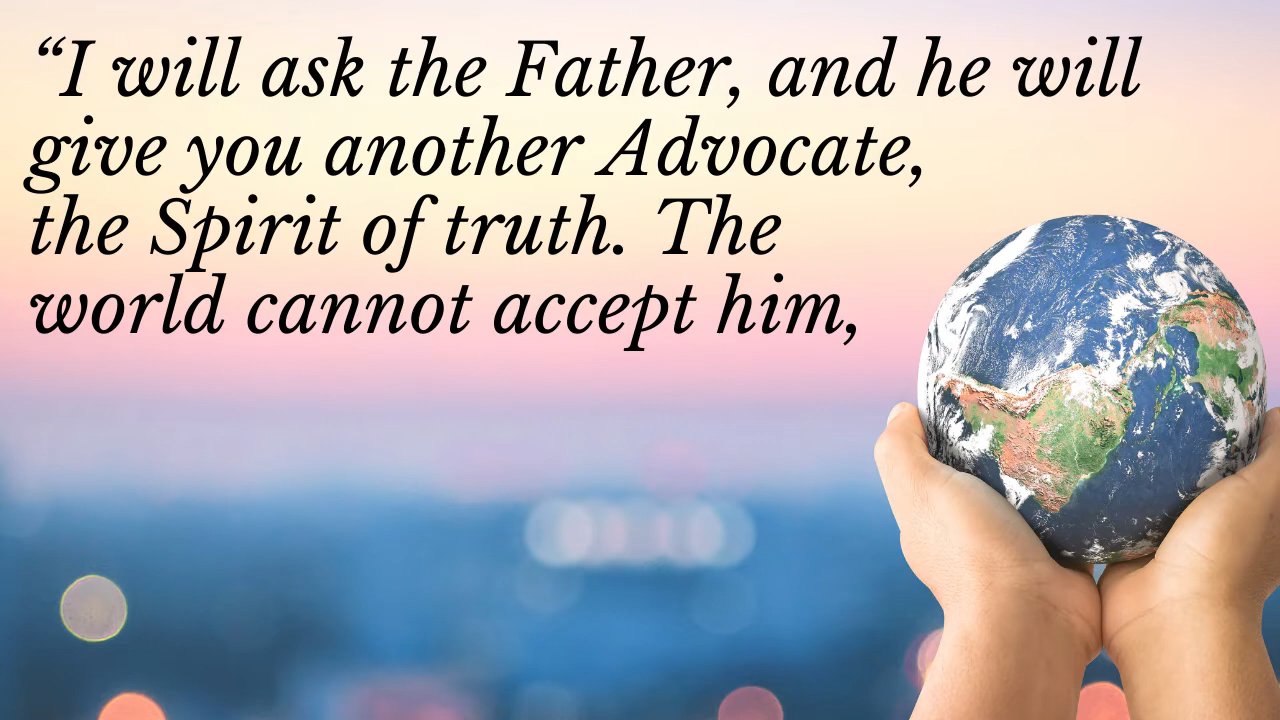 “I will ask the Father, and he will
give you another Advocate,
the Spirit of truth. The
world cannot accept him,